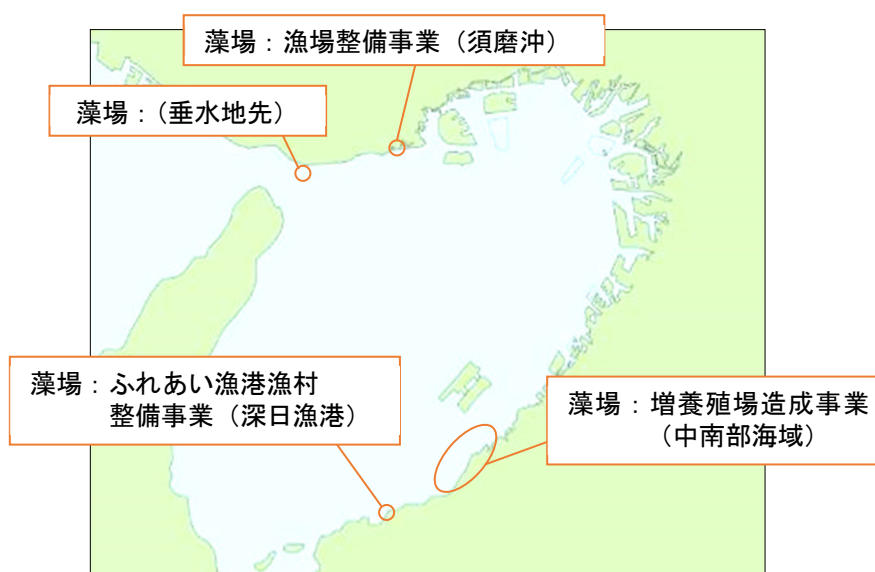 藻場：漁場整備事業（須磨沖）
藻場：（垂水地先）
藻場：ふれあい漁港漁村
整備事業（深日漁港）
藻場：増養殖場造成事業
（中南部海域）